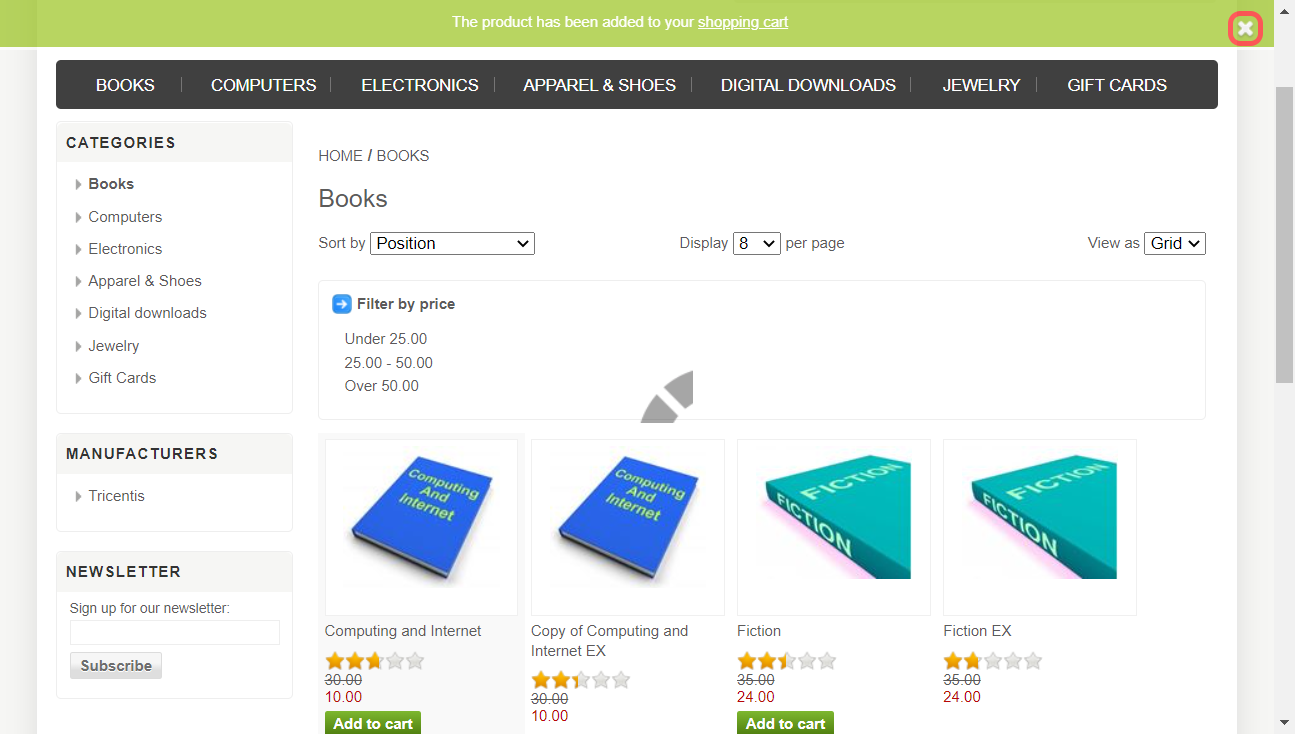 The product has been added to your shopping cart
BOOKS COMPUTERS ELECTRONICS APPAREL & SHOES DIGITAL DOWNLOADS JEWELRY GIFT CARDS
CATEGORIES
Books
Computers
Electronics
Apparel & Shoes
Digital downloads
Jewelry
Gift Cards
MANUFACTURERS
Tricentis
NEWSLETTER
Sign up for our newsletter:
Subscribe
HOME / BOOKS
Books
Sort by Position Display 8 per page View as Grid
Filter by price
Under 25.00
25.00 - 50.00
Over 50.00
Computing
And
Internet
Computing and Internet
30.00
10.00
Add to cart
Computing
And
Internet
Copy of Computing and
Internet EX
30.00
10.00
FICTION
FICTION
Fiction
35.00
24.00
Add to cart
FICTION
FICTION
Fiction EX
35.00
24.00